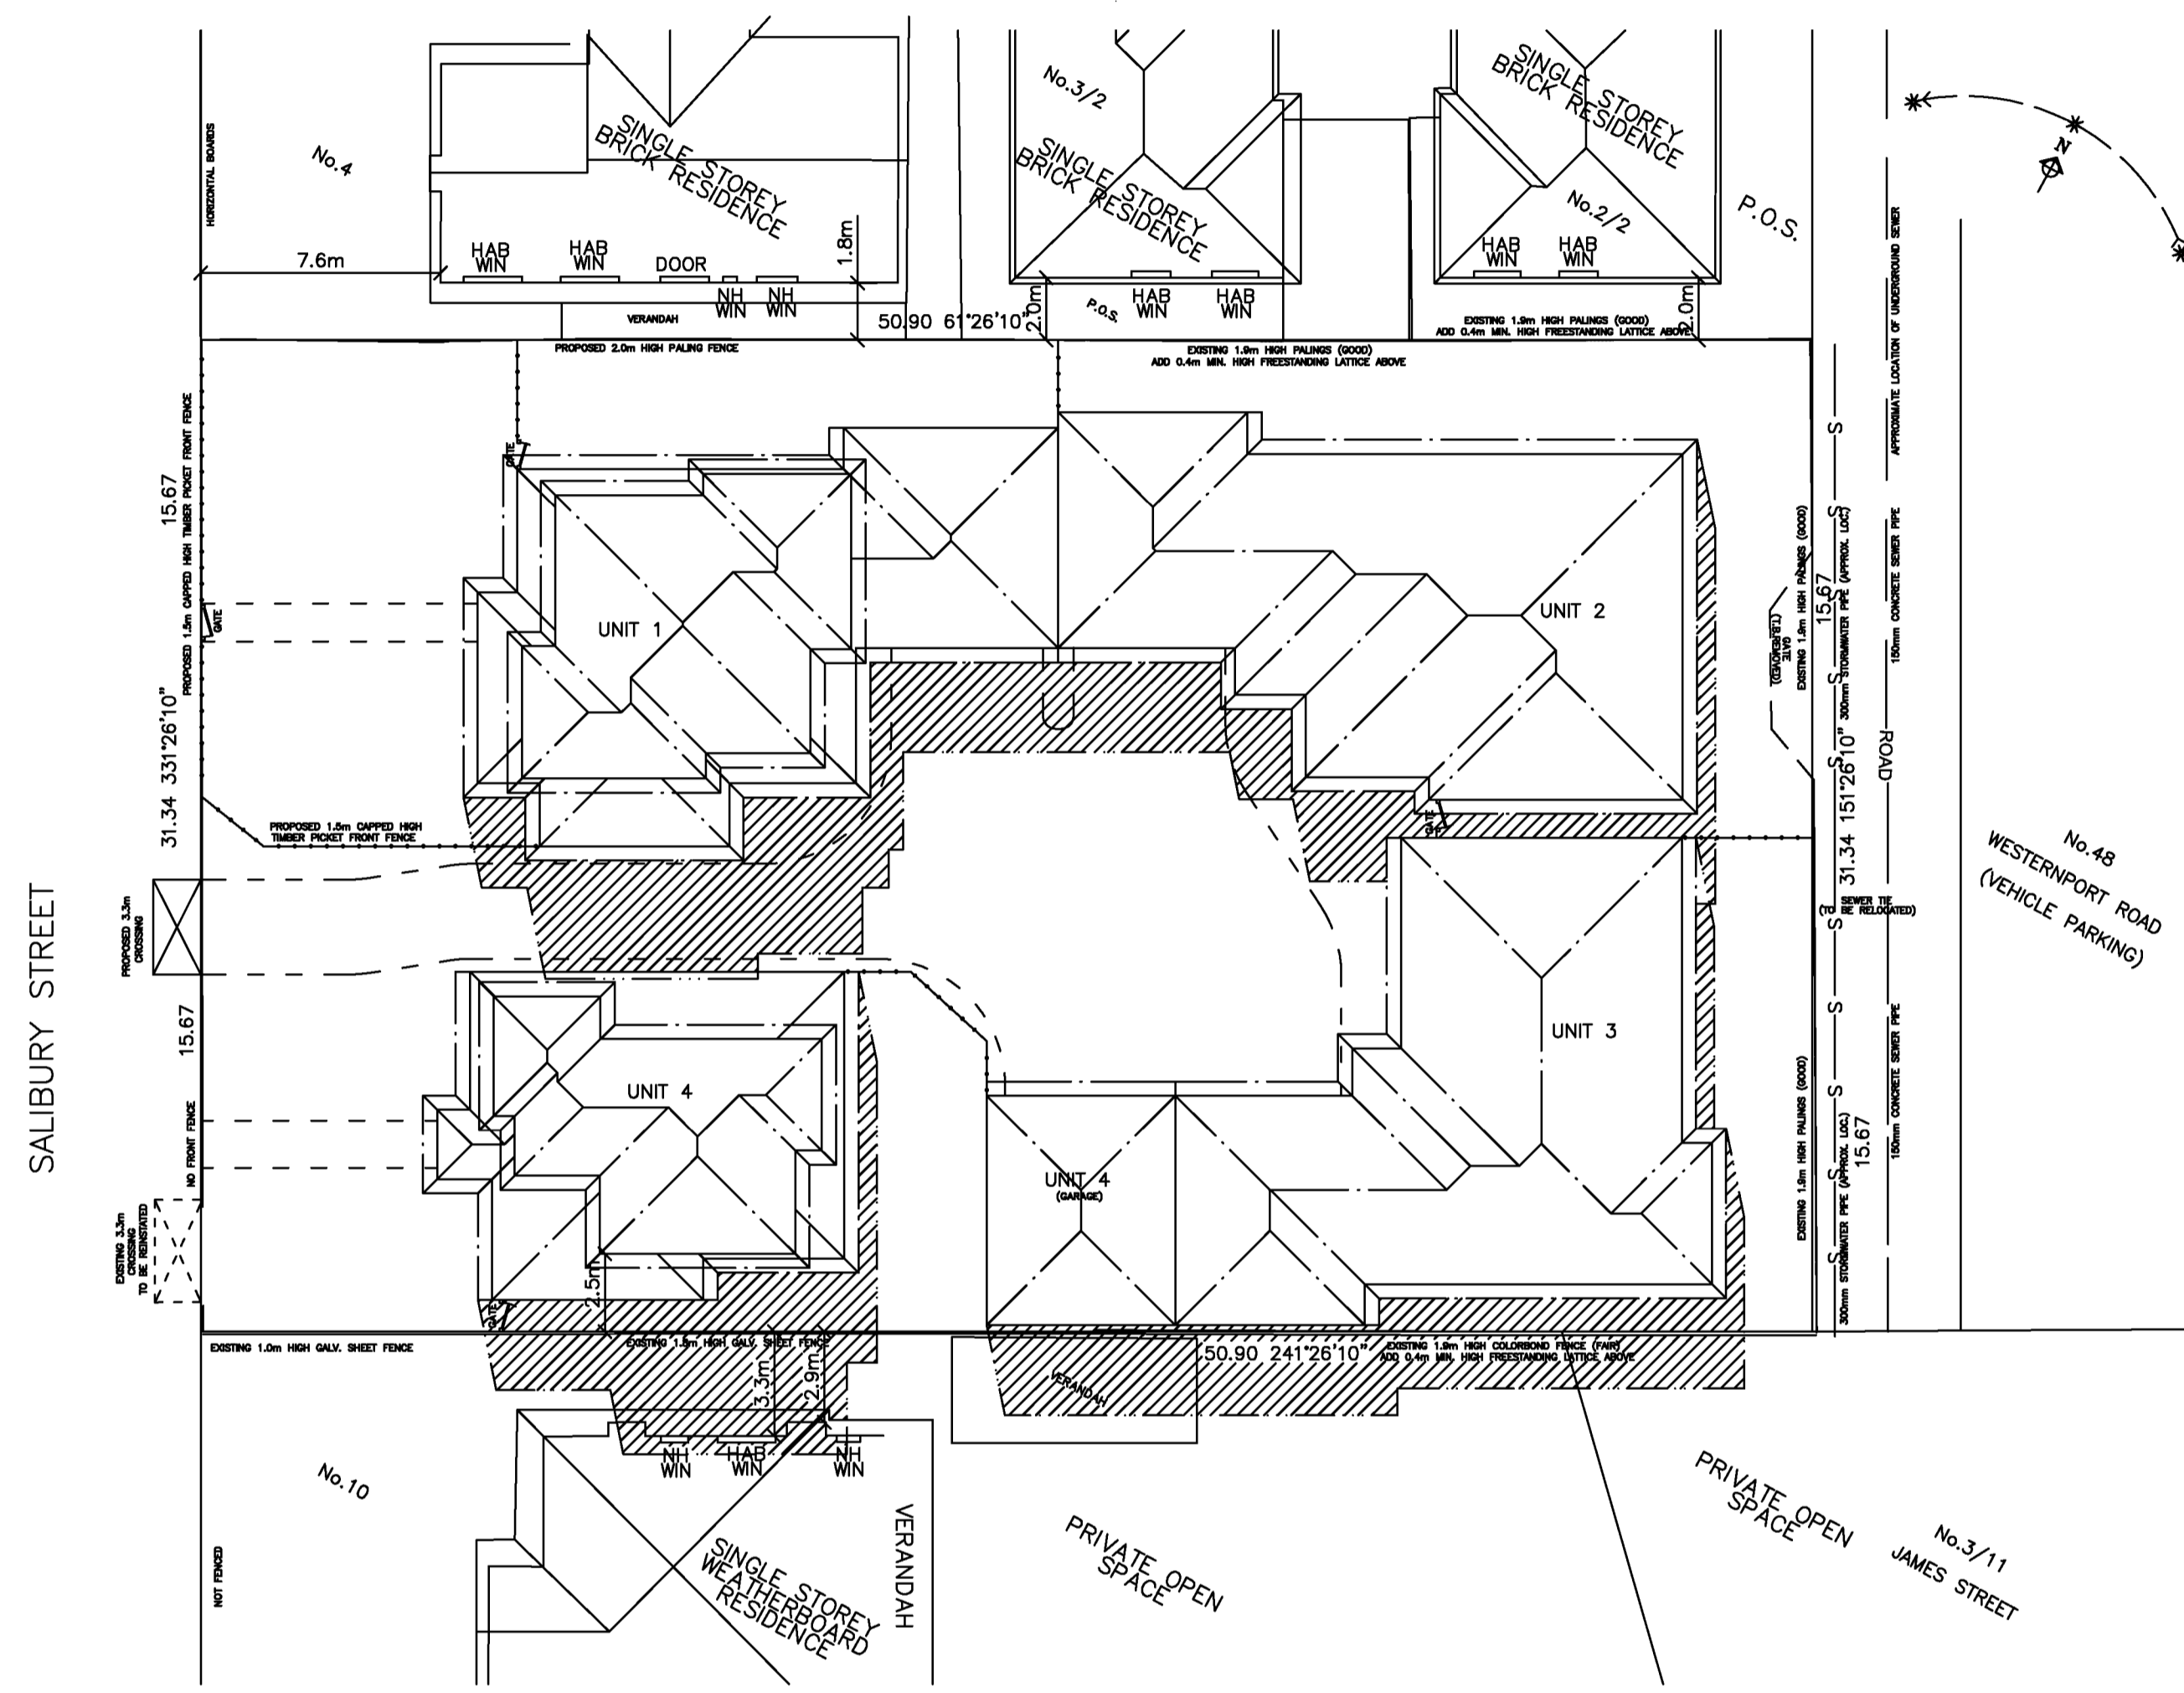 No.4
SINGLE STOREY
BRICK RESIDENCE
HORIZONTAL BOARDS
7.6m
HAB
WIN
HAB
WIN
DOOR
NH
WIN
NH
WIN
1.8m
VERANDAH
50.90 61°26'10"
No.3/2
SINGLE STOREY
BRICK RESIDENCE
2.0m
P.O.S.
HAB
WIN
HAB
WIN
SINGLE STOREY
BRICK RESIDENCE
No.2/2
HAB
WIN
HAB
WIN
P.O.S.
2.0m
EXISTING 1.9m HIGH PALINGS (GOOD)
ADD 0.4m MIN. HIGH FREESTANDING LATTICE ABOVE
N
APPROXIMATE LOCATION OF UNDERGROUND SEWER
PROPOSED 2.0m HIGH PALING FENCE
EXISTING 1.9m HIGH PALINGS (GOOD)
ADD 0.4m MIN. HIGH FREESTANDING LATTICE ABOVE
PROPOSED 1.5m CAPPED HIGH TIMBER PICKET FRONT FENCE
15.67
GATE
GATE
UNIT 1
UNIT 2
GATE
(T.B.REMOVED)
EXISTING 1.9m HIGH PALINGS (GOOD)
15.67
S
S
S
S
S
300mm STORMWATER PIPE (APPROX. LOC.)
150mm CONCRETE SEWER PIPE
ROAD
31.34 331°26'10"
31.34 151°26'10"
PROPOSED 1.5m CAPPED HIGH
TIMBER PICKET FRONT FENCE
GATE
No.48
WESTERNPORT ROAD
(VEHICLE PARKING)
SALIBURY STREET
PROPOSED 3.3m
CROSSING
SEWER TIE
(TO BE RELOCATED)
S
S
S
S
S
15.67
UNIT 4
UNIT 3
UNIT 4
(GARAGE)
NO FRONT FENCE
EXISTING 3.3m
CROSSING
TO BE REINSTATED
EXISTING 1.9m HIGH PALINGS (GOOD)
300mm STORMWATER PIPE (APPROX. LOC.)
15.67
150mm CONCRETE SEWER PIPE
2.5m
GATE
EXISTING 1.0m HIGH GALV. SHEET FENCE
EXISTING 1.5m HIGH GALV. SHEET FENCE
3.3m
2.9m
50.90 241°26'10"
EXISTING 1.9m HIGH COLORBOND FENCE (FAIR)
ADD 0.4m MIN. HIGH FREESTANDING LATTICE ABOVE
VERANDAH
NH
WIN
HAB
WIN
NH
WIN
No.10
NOT FENCED
SINGLE STOREY
WEATHERBOARD
RESIDENCE
VERANDAH
PRIVATE OPEN
SPACE
PRIVATE OPEN
SPACE
No.3/11
JAMES STREET